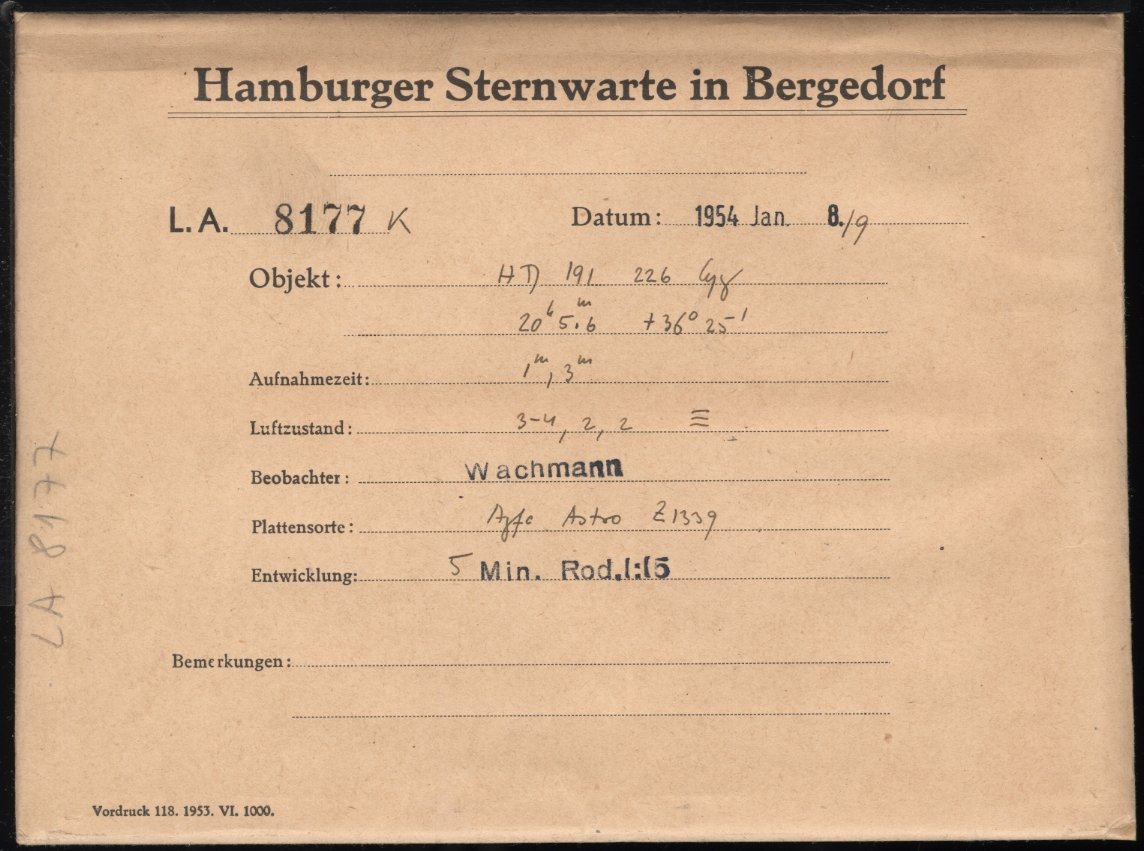 Hamburger Sternwarte in Bergedorf
L.A. 8177 K Datum: 1954 Jan. 8./9
Objekt: HD 191 226 Cyg
20h 5.6m +36° 25'
Aufnahmezeit: 1m, 3m
Luftzustand: 3-4, 2, 2 ≡
Beobachter: Wachmann
Plattensorte: Agfa Astro Z1339
Entwicklung: 5 Min. Rod.1:15
Bemerkungen:
Vordruck 118. 1953. VI. 1000.
LA 8177